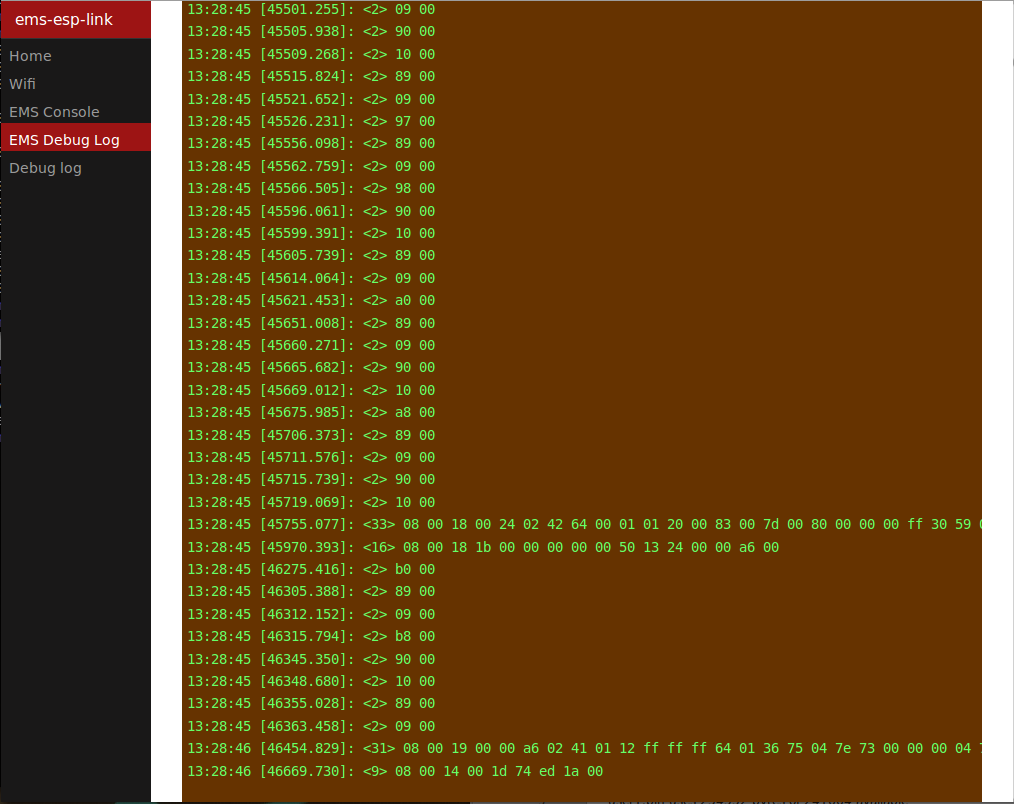 ems-esp-link
Home
Wifi
EMS Console
EMS Debug Log
Debug log
13:28:45 [45501.255]: <2> 09 00
13:28:45 [45505.938]: <2> 90 00
13:28:45 [45509.268]: <2> 10 00
13:28:45 [45515.824]: <2> 89 00
13:28:45 [45521.652]: <2> 09 00
13:28:45 [45526.231]: <2> 97 00
13:28:45 [45556.098]: <2> 89 00
13:28:45 [45562.759]: <2> 09 00
13:28:45 [45566.505]: <2> 98 00
13:28:45 [45596.061]: <2> 90 00
13:28:45 [45599.391]: <2> 10 00
13:28:45 [45605.739]: <2> 89 00
13:28:45 [45614.064]: <2> 09 00
13:28:45 [45621.453]: <2> a0 00
13:28:45 [45651.008]: <2> 89 00
13:28:45 [45660.271]: <2> 09 00
13:28:45 [45665.682]: <2> 90 00
13:28:45 [45669.012]: <2> 10 00
13:28:45 [45675.985]: <2> a8 00
13:28:45 [45706.373]: <2> 89 00
13:28:45 [45711.576]: <2> 09 00
13:28:45 [45715.739]: <2> 90 00
13:28:45 [45719.069]: <2> 10 00
13:28:45 [45755.077]: <33> 08 00 18 00 24 02 42 64 00 01 01 20 00 83 00 7d 00 80 00 00 00 ff 30 59
13:28:45 [45970.393]: <16> 08 00 18 1b 00 00 00 00 00 50 13 24 00 00 a6 00
13:28:45 [46275.416]: <2> b0 00
13:28:45 [46305.388]: <2> 89 00
13:28:45 [46312.152]: <2> 09 00
13:28:45 [46315.794]: <2> b8 00
13:28:45 [46345.350]: <2> 90 00
13:28:45 [46348.680]: <2> 10 00
13:28:45 [46355.028]: <2> 89 00
13:28:45 [46363.458]: <2> 09 00
13:28:46 [46454.829]: <31> 08 00 19 00 00 a6 02 41 01 12 ff ff ff 64 01 36 75 04 7e 73 00 00 00 04
13:28:46 [46669.730]: <9> 08 00 14 00 1d 74 ed 1a 00